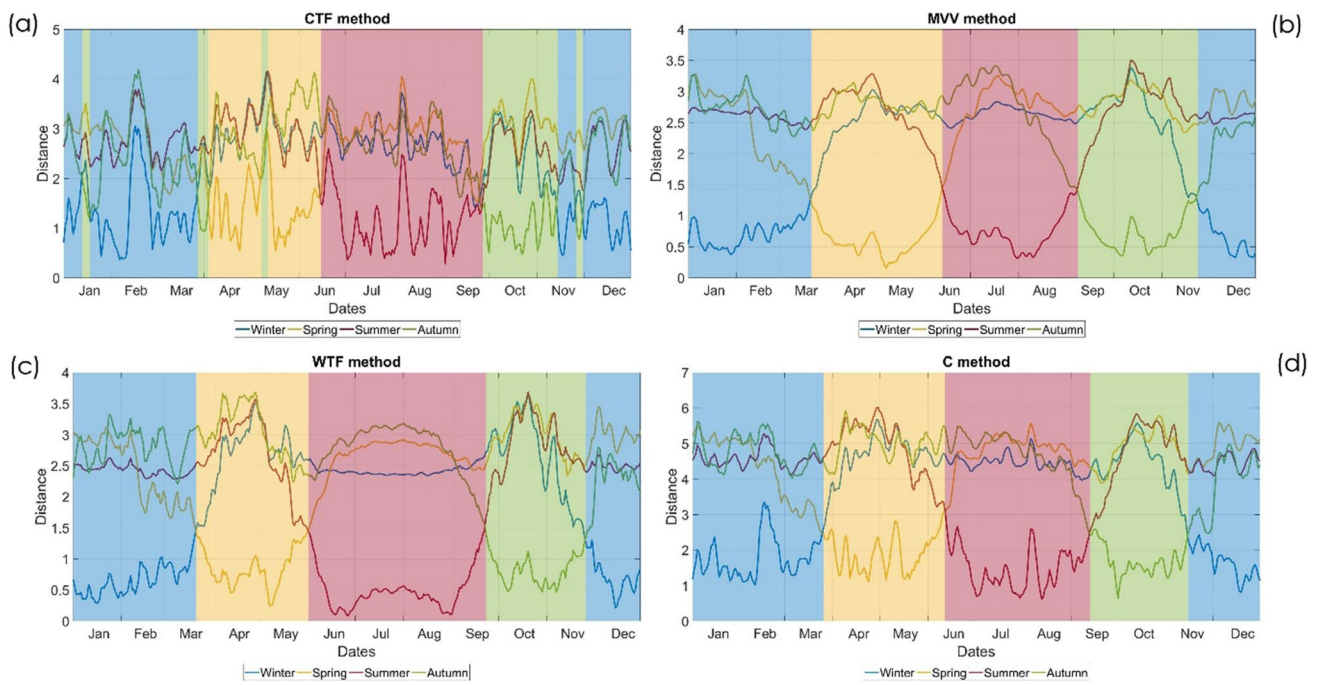 (a)
CTF method
5
4
3
2
1
0
Distance
Jan Feb Mar Apr May Jun Jul Aug Sep Oct Nov Dec
Dates
Winter Spring Summer Autumn
(b)
MVV method
4
3.5
3
2.5
2
1.5
1
0.5
0
Distance
Jan Feb Mar Apr May Jun Jul Aug Sep Oct Nov Dec
Dates
Winter Spring Summer Autumn
(c)
WTF method
4
3.5
3
2.5
2
1.5
1
0.5
0
Distance
Jan Feb Mar Apr May Jun Jul Aug Sep Oct Nov Dec
Dates
Winter Spring Summer Autumn
(d)
C method
7
6
5
4
3
2
1
0
Distance
Jan Feb Mar Apr May Jun Jul Aug Sep Oct Nov Dec
Dates
Winter Spring Summer Autumn